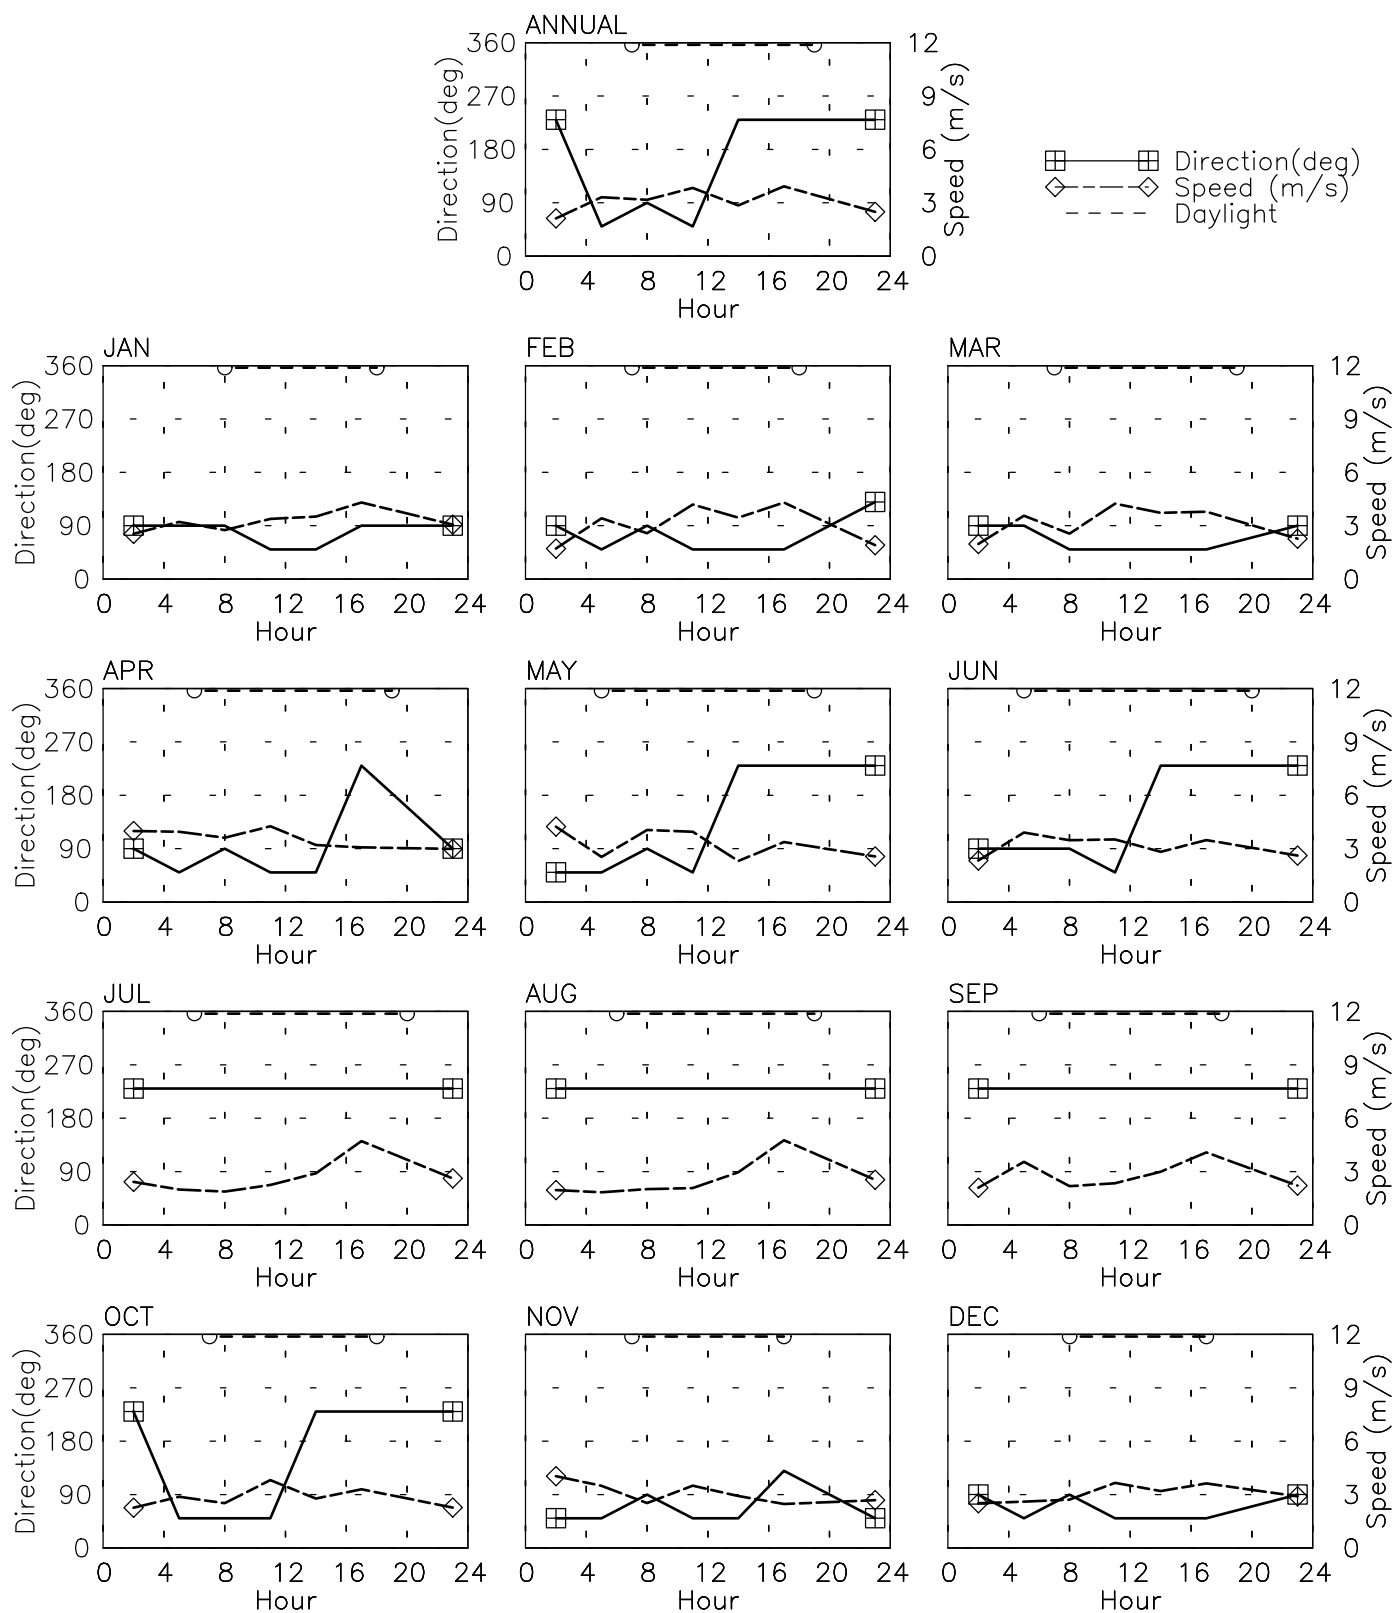 ANNUAL
360
270
180
90
0
Direction(deg)
12
9
6
3
0
Speed (m/s)
0 4 8 12 16 20 24
Hour
Direction(deg)
Speed (m/s)
Daylight
JAN
FEB
MAR
360
270
180
90
0
Direction(deg)
12
9
6
3
0
Speed (m/s)
0 4 8 12 16 20 24
0 4 8 12 16 20 24
0 4 8 12 16 20 24
Hour
Hour
Hour
APR
MAY
JUN
360
270
180
90
0
Direction(deg)
12
9
6
3
0
Speed (m/s)
0 4 8 12 16 20 24
0 4 8 12 16 20 24
0 4 8 12 16 20 24
Hour
Hour
Hour
JUL
AUG
SEP
360
270
180
90
0
Direction(deg)
12
9
6
3
0
Speed (m/s)
0 4 8 12 16 20 24
0 4 8 12 16 20 24
0 4 8 12 16 20 24
Hour
Hour
Hour
OCT
NOV
DEC
360
270
180
90
0
Direction(deg)
12
9
6
3
0
Speed (m/s)
0 4 8 12 16 20 24
0 4 8 12 16 20 24
0 4 8 12 16 20 24
Hour
Hour
Hour